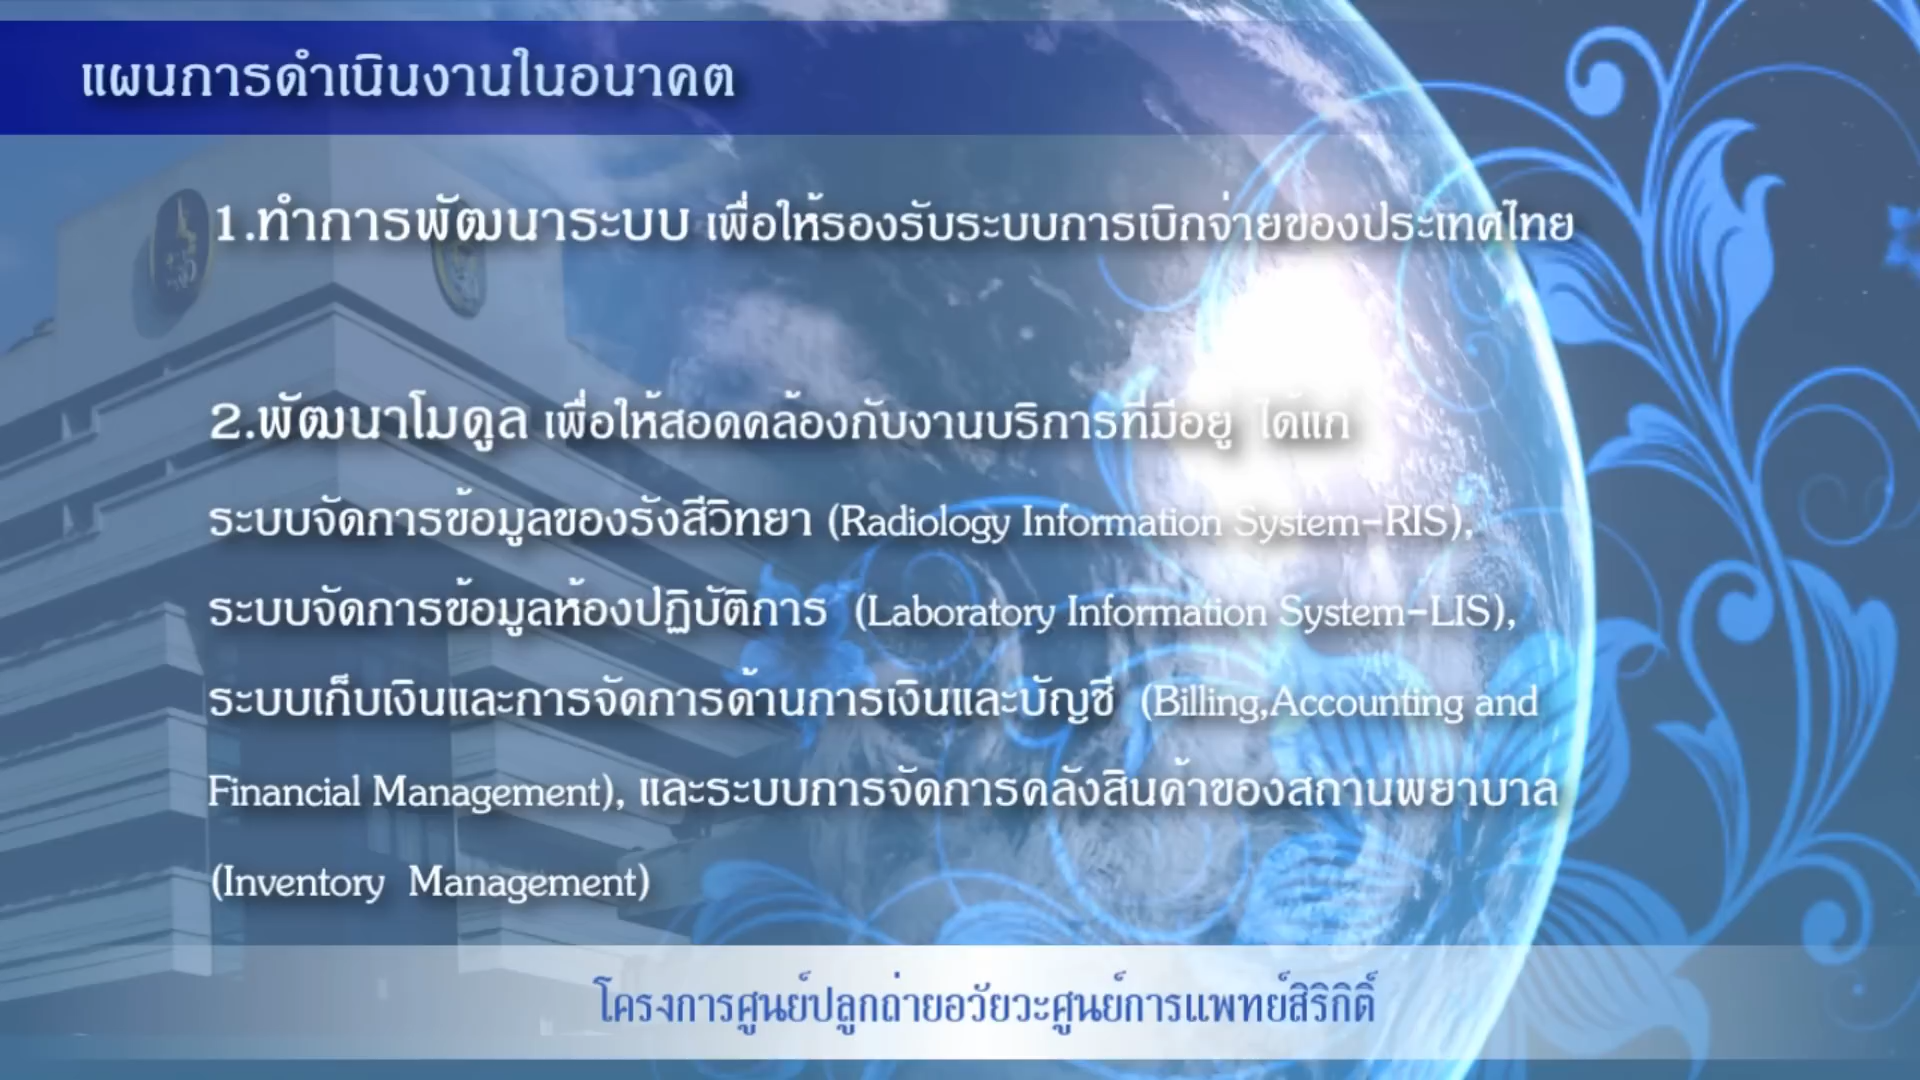 แผนการดำเนินงานในอนาคต
1.ทำการพัฒนาระบบ เพื่อให้รองรับระบบการเบิกจ่ายของประเทศไทย
2.พัฒนาโมดูล เพื่อให้สอดคล้องกับงานบริการที่มีอยู่ ได้แก่
ระบบจัดการข้อมูลของรังสีวิทยา (Radiology Information System-RIS),
ระบบจัดการข้อมูลห้องปฏิบัติการ (Laboratory Information System-LIS),
ระบบเก็บเงินและการจัดการด้านการเงินและบัญชี (Billing,Accounting and
Financial Management), และระบบการจัดการคลังสินค้าของสถานพยาบาล
(Inventory Management)
โครงการศูนย์ปลูกถ่ายอวัยวะศูนย์การแพทย์สิริกิติ์